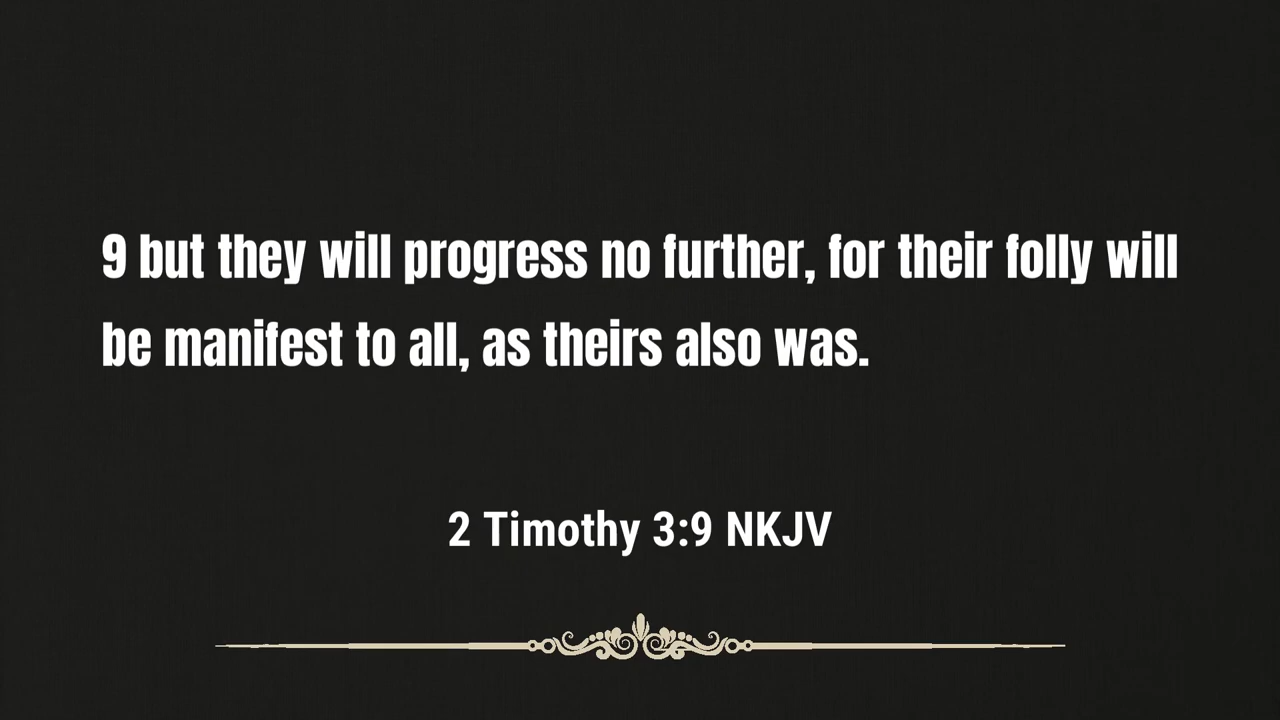 9 but they will progress no further, for their folly will
be manifest to all, as theirs also was.
2 Timothy 3:9 NKJV